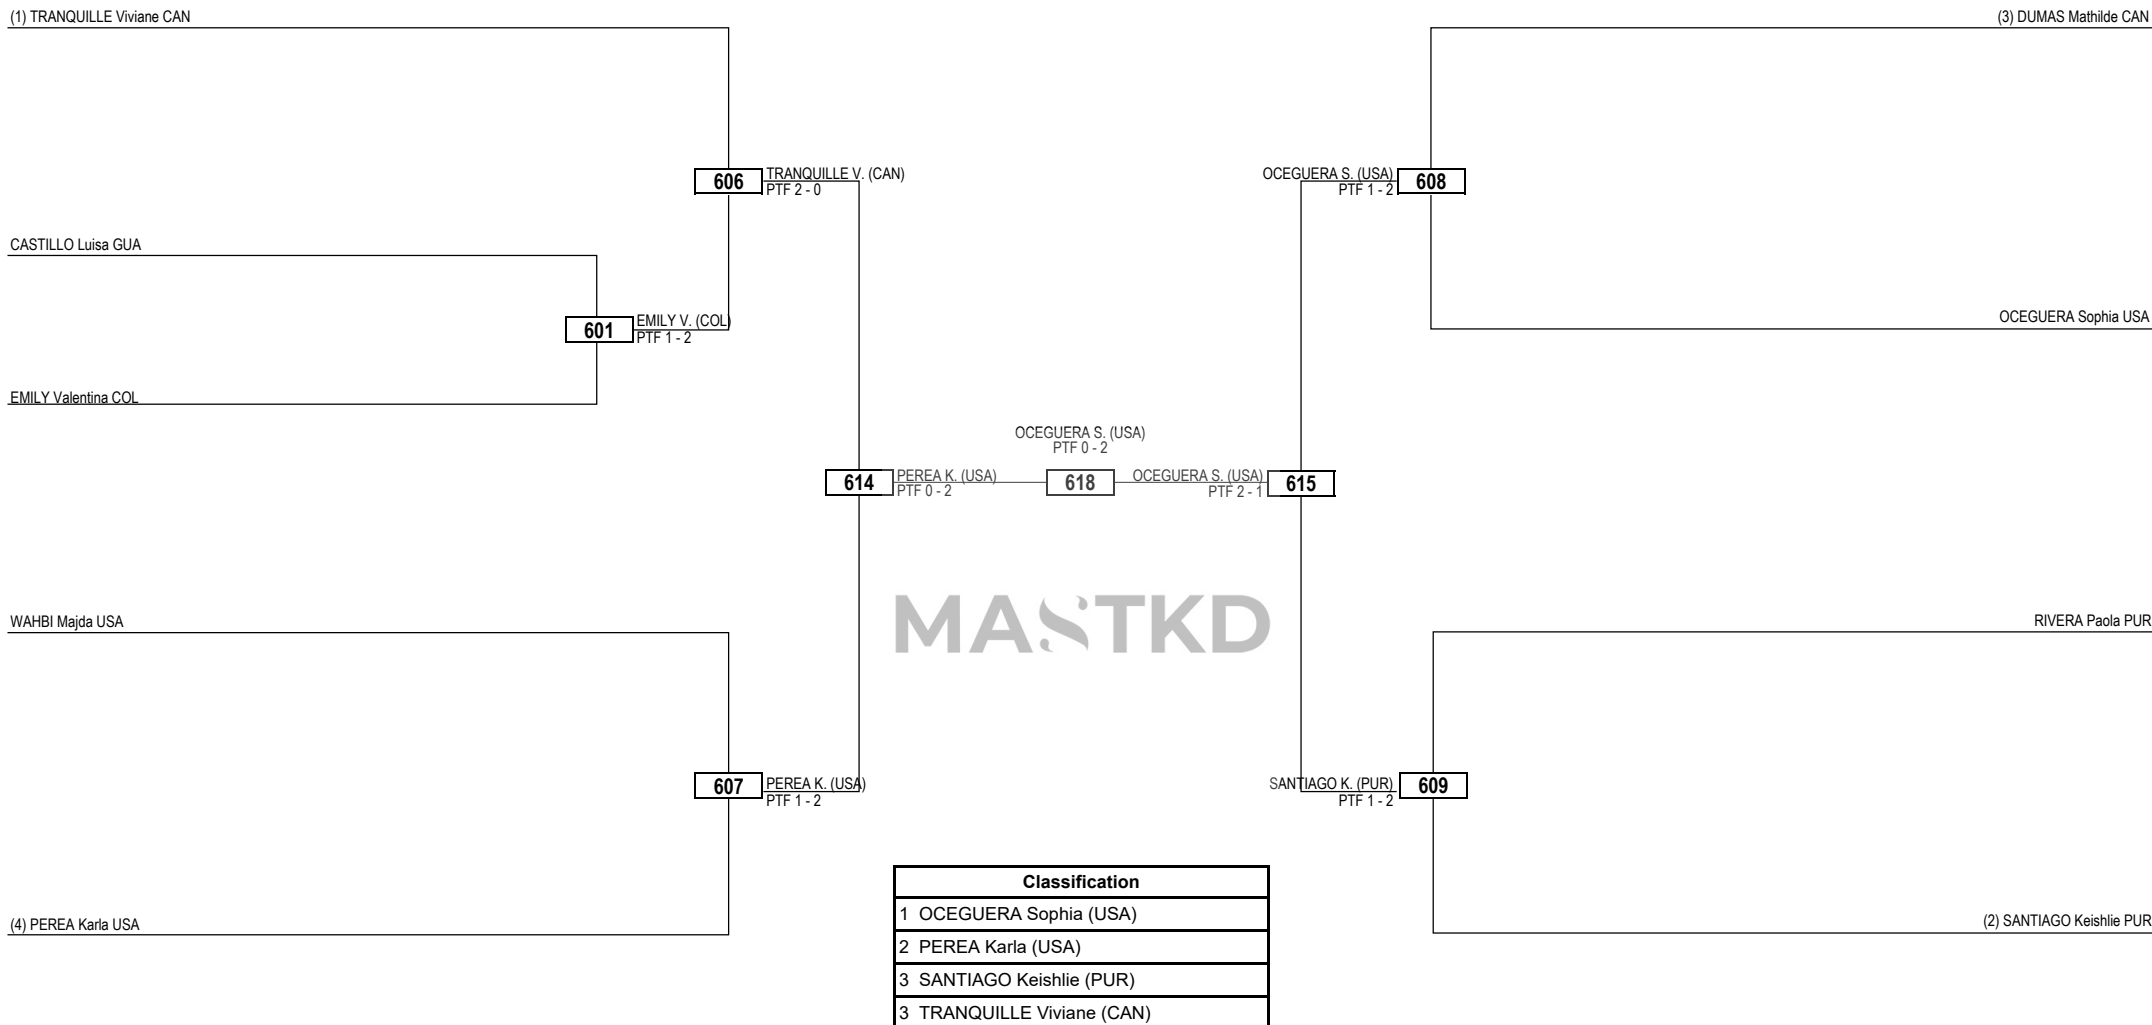 (1) TRANQUILLE Viviane CAN
(3) DUMAS Mathilde CAN
606
TRANQUILLE V. (CAN)
PTF 2 - 0
OCEGUERA S. (USA)
PTF 1 - 2
608
CASTILLO Luisa GUA
601
EMILY V. (COL)
PTF 1 - 2
OCEGUERA Sophia USA
EMILY Valentina COL
OCEGUERA S. (USA)
PTF 0 - 2
614
PEREA K. (USA)
PTF 0 - 2
618
OCEGUERA S. (USA)
PTF 2 - 1
615
MASTKD
WAHBI Majda USA
RIVERA Paola PUR
607
PEREA K. (USA)
PTF 1 - 2
SANTIAGO K. (PUR)
PTF 1 - 2
609
(4) PEREA Karla USA
(2) SANTIAGO Keishlie PUR
Classification
1 OCEGUERA Sophia (USA)
2 PEREA Karla (USA)
3 SANTIAGO Keishlie (PUR)
3 TRANQUILLE Viviane (CAN)